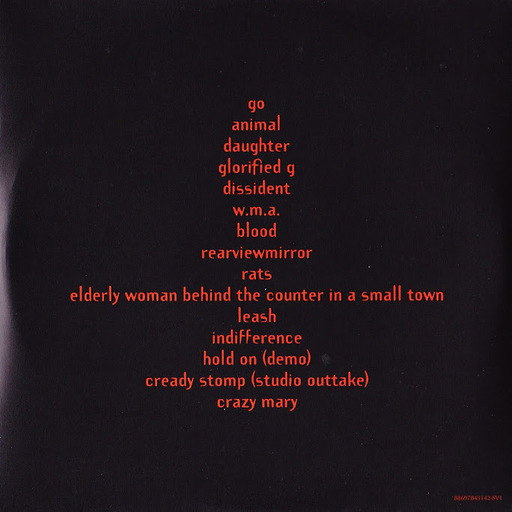 go
animal
daughter
glorified g
dissident
w.m.a.
blood
rearviewmirror
rats
elderly woman behind the counter in a small town
leash
indifference
hold on (demo)
cready stomp (studio outtake)
crazy mary